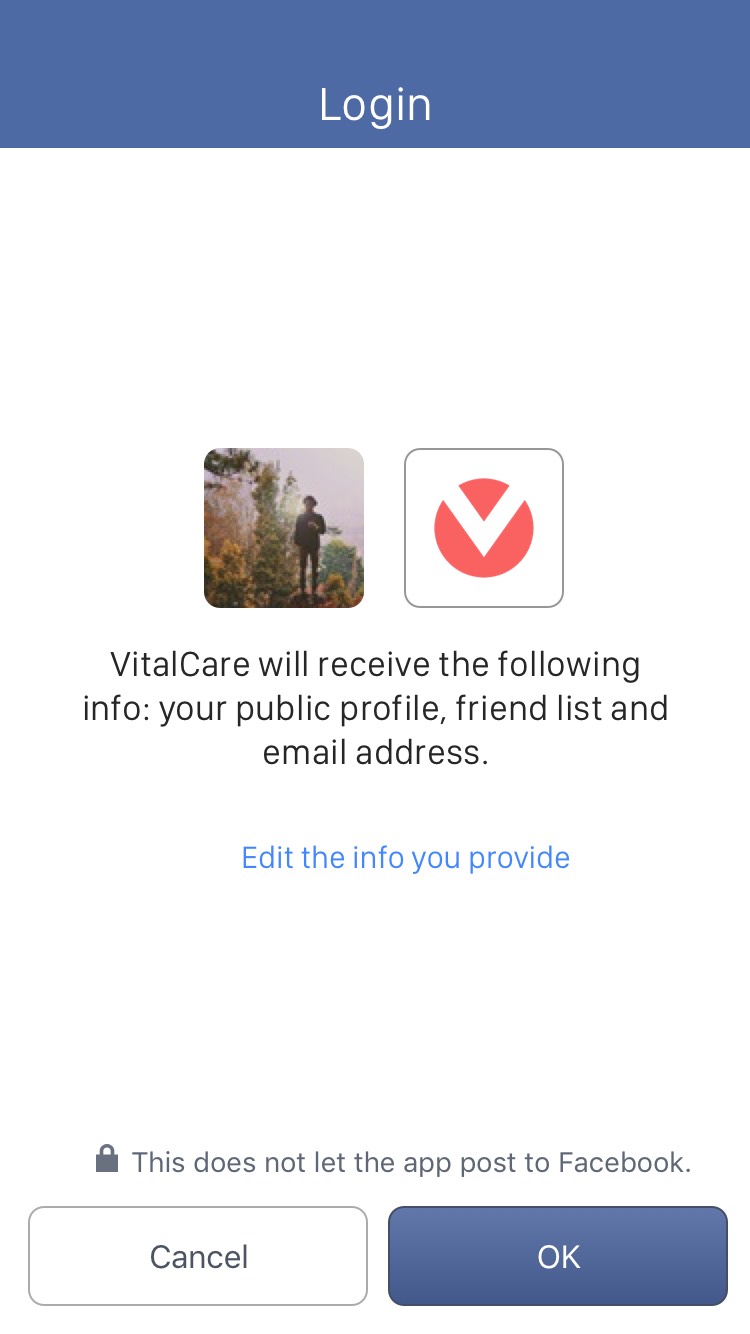 Login
VitalCare will receive the following
info: your public profile, friend list and
email address.
Edit the info you provide
This does not let the app post to Facebook.
Cancel
OK